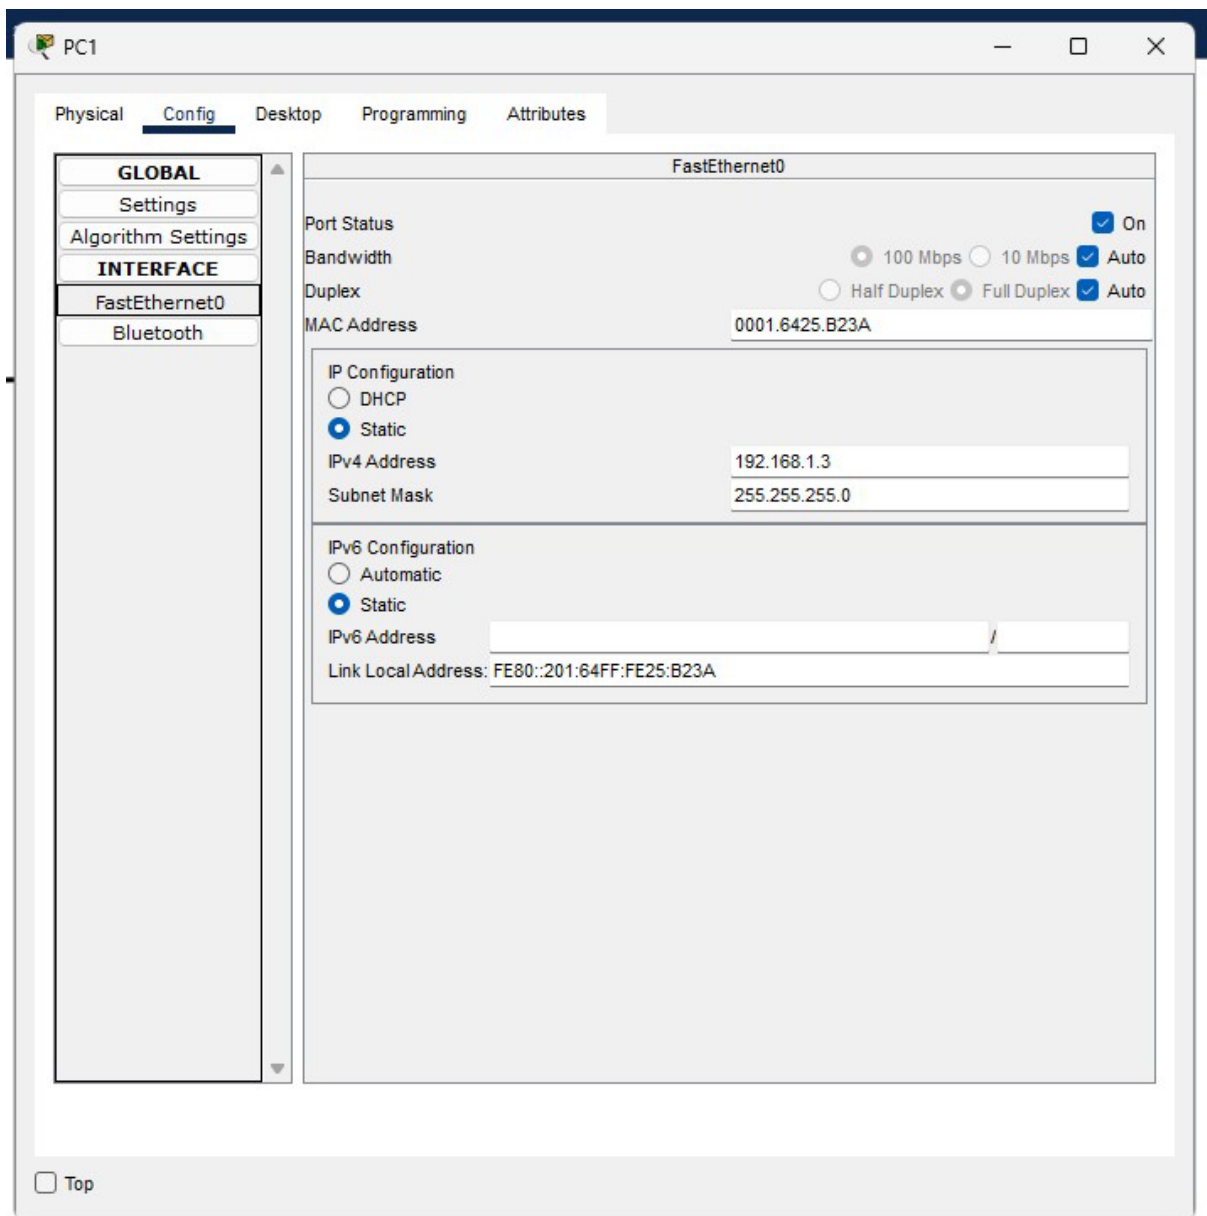 PC1
Physical Config Desktop Programming Attributes
GLOBAL
Settings
Algorithm Settings
INTERFACE
FastEthernet0
Bluetooth
FastEthernet0
Port Status On
Bandwidth 100 Mbps 10 Mbps Auto
Duplex Half Duplex Full Duplex Auto
MAC Address 0001.6425.B23A
IP Configuration
DHCP
Static
IPv4 Address 192.168.1.3
Subnet Mask 255.255.255.0
IPv6 Configuration
Automatic
Static
IPv6 Address /
Link Local Address: FE80::201:64FF:FE25:B23A
Top